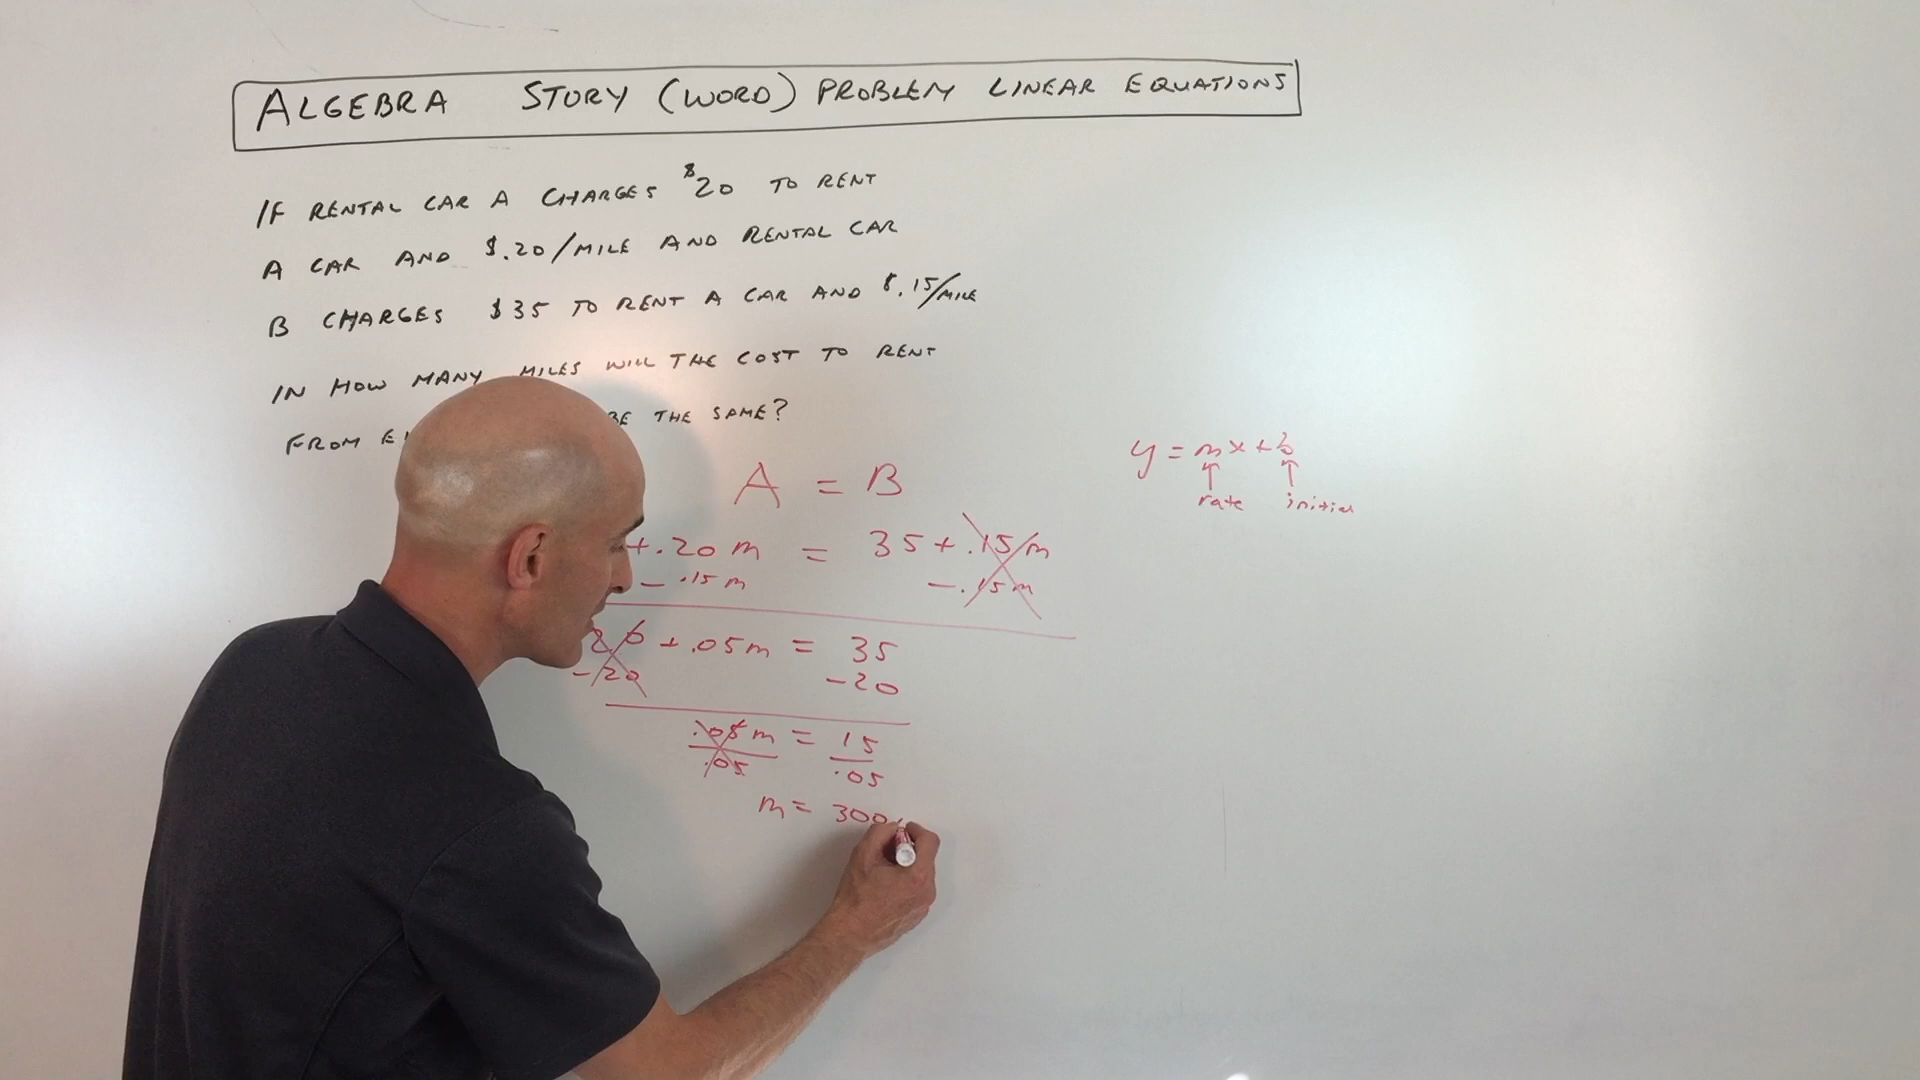 ALGEBRA STORY (WORD) PROBLEM LINEAR EQUATIONS
IF RENTAL CAR A CHARGES $20 TO RENT
A CAR AND $.20/MILE AND RENTAL CAR
B CHARGES $35 TO RENT A CAR AND $.15/MILE
IN HOW MANY MILES WILL THE COST TO RENT
FROM BE THE SAME?
A = B
+.20m = 35+.15m
-.15m -.15m
20 +.05m = 35
-20 -20
.05m = 15
.05 .05
m = 300
y = mx+b
rate initial